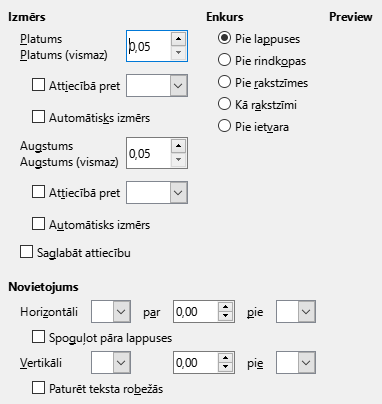 Izmērs
Platums
Platums (vismaz)
0,05
Attiecībā pret
Automātisks izmērs
Augstums
Augstums (vismaz)
0,05
Attiecībā pret
Automātisks izmērs
Saglabāt attiecību
Enkurs
Pie lappuses
Pie rindkopas
Pie rakstzīmes
Kā rakstzīmi
Pie ietvara
Preview
Novietojums
Horizontāli par 0,00 pie
Spoguļot pāra lappuses
Vertikāli 0,00 pie
Paturēt teksta robežās